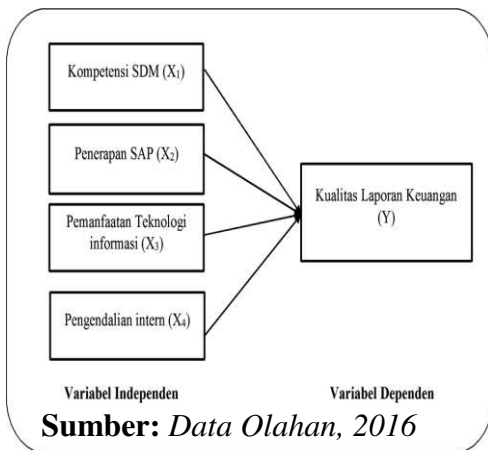 Kompetensi SDM (X₁)
Penerapan SAP (X₂)
Pemanfaatan Teknologi
informasi (X₃)
Pengendalian intern (X₄)
Kualitas Laporan Keuangan
(Y)
Variabel Independen
Variabel Dependen
Sumber: Data Olahan, 2016